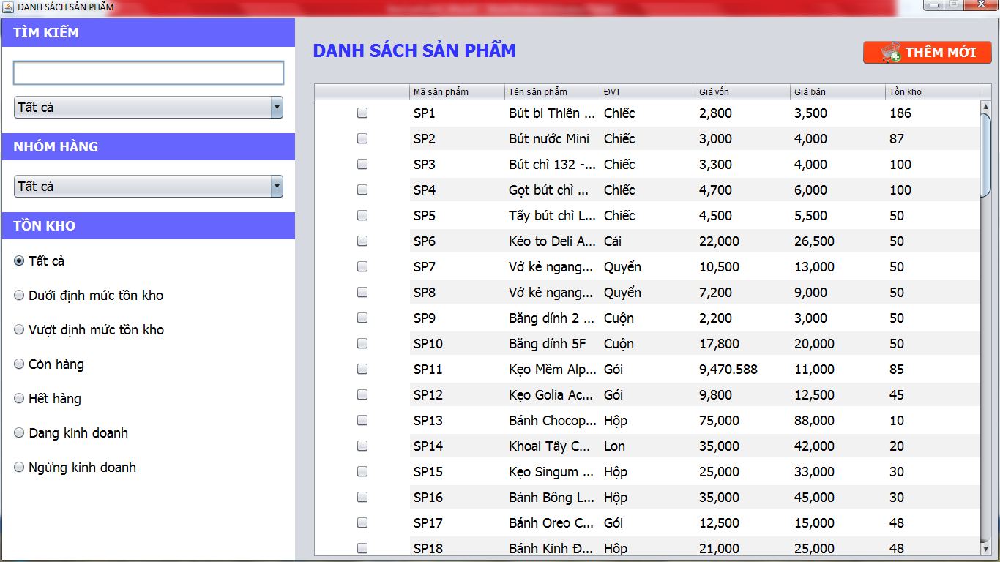 DANH SÁCH SẢN PHẨM
TÌM KIẾM
Tất cả
NHÓM HÀNG
Tất cả
TỒN KHO
Tất cả
Dưới định mức tồn kho
Vượt định mức tồn kho
Còn hàng
Hết hàng
Đang kinh doanh
Ngừng kinh doanh
DANH SÁCH SẢN PHẨM
THÊM MỚI
Mã sản phẩm Tên sản phẩm ĐVT Giá vốn Giá bán Tồn kho
SP1 Bút bi Thiên ... Chiếc 2,800 3,500 186
SP2 Bút nước Mini Chiếc 3,000 4,000 87
SP3 Bút chì 132 -... Chiếc 3,300 4,000 100
SP4 Gọt bút chì ... Chiếc 4,700 6,000 100
SP5 Tẩy bút chì L... Chiếc 4,500 5,500 50
SP6 Kéo to Deli A... Cái 22,000 26,500 50
SP7 Vở kẻ ngang... Quyển 10,500 13,000 50
SP8 Vở kẻ ngang... Quyển 7,200 9,000 50
SP9 Băng dính 2 ... Cuộn 2,200 3,000 50
SP10 Băng dính 5F Cuộn 17,800 20,000 50
SP11 Kẹo Mềm Alp... Gói 9,470.588 11,000 85
SP12 Kẹo Golia Ac... Gói 9,800 12,500 45
SP13 Bánh Chocop... Hộp 75,000 88,000 10
SP14 Khoai Tây C... Lon 35,000 42,000 20
SP15 Kẹo Singum ... Hộp 25,000 33,000 30
SP16 Bánh Bông L... Hộp 35,000 45,000 30
SP17 Bánh Oreo C... Gói 12,500 15,000 48
SP18 Bánh Kinh Đ... Hộp 21,000 25,000 48